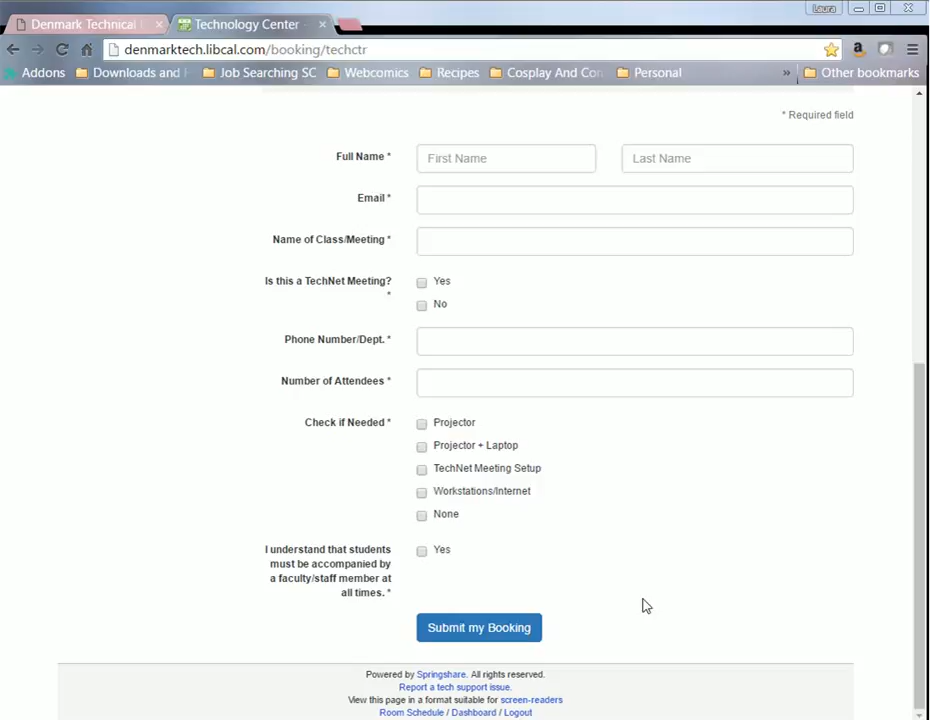 Laura
Denmark Technical
Technology Center
denmarktech.libcal.com/booking/techctr
Addons Downloads and Job Searching SC Webcomics Recipes Cosplay And Personal » Other bookmarks
* Required field
Full Name * First Name Last Name
Email *
Name of Class/Meeting *
Is this a TechNet Meeting? Yes
*
No
Phone Number/Dept. *
Number of Attendees *
Check if Needed * Projector
Projector + Laptop
TechNet Meeting Setup
Workstations/Internet
None
I understand that students Yes
must be accompanied by
a faculty/staff member at
all times. *
Submit my Booking
Powered by Springshare. All rights reserved.
Report a tech support issue.
View this page in a format suitable for screen-readers
Room Schedule / Dashboard / Logout